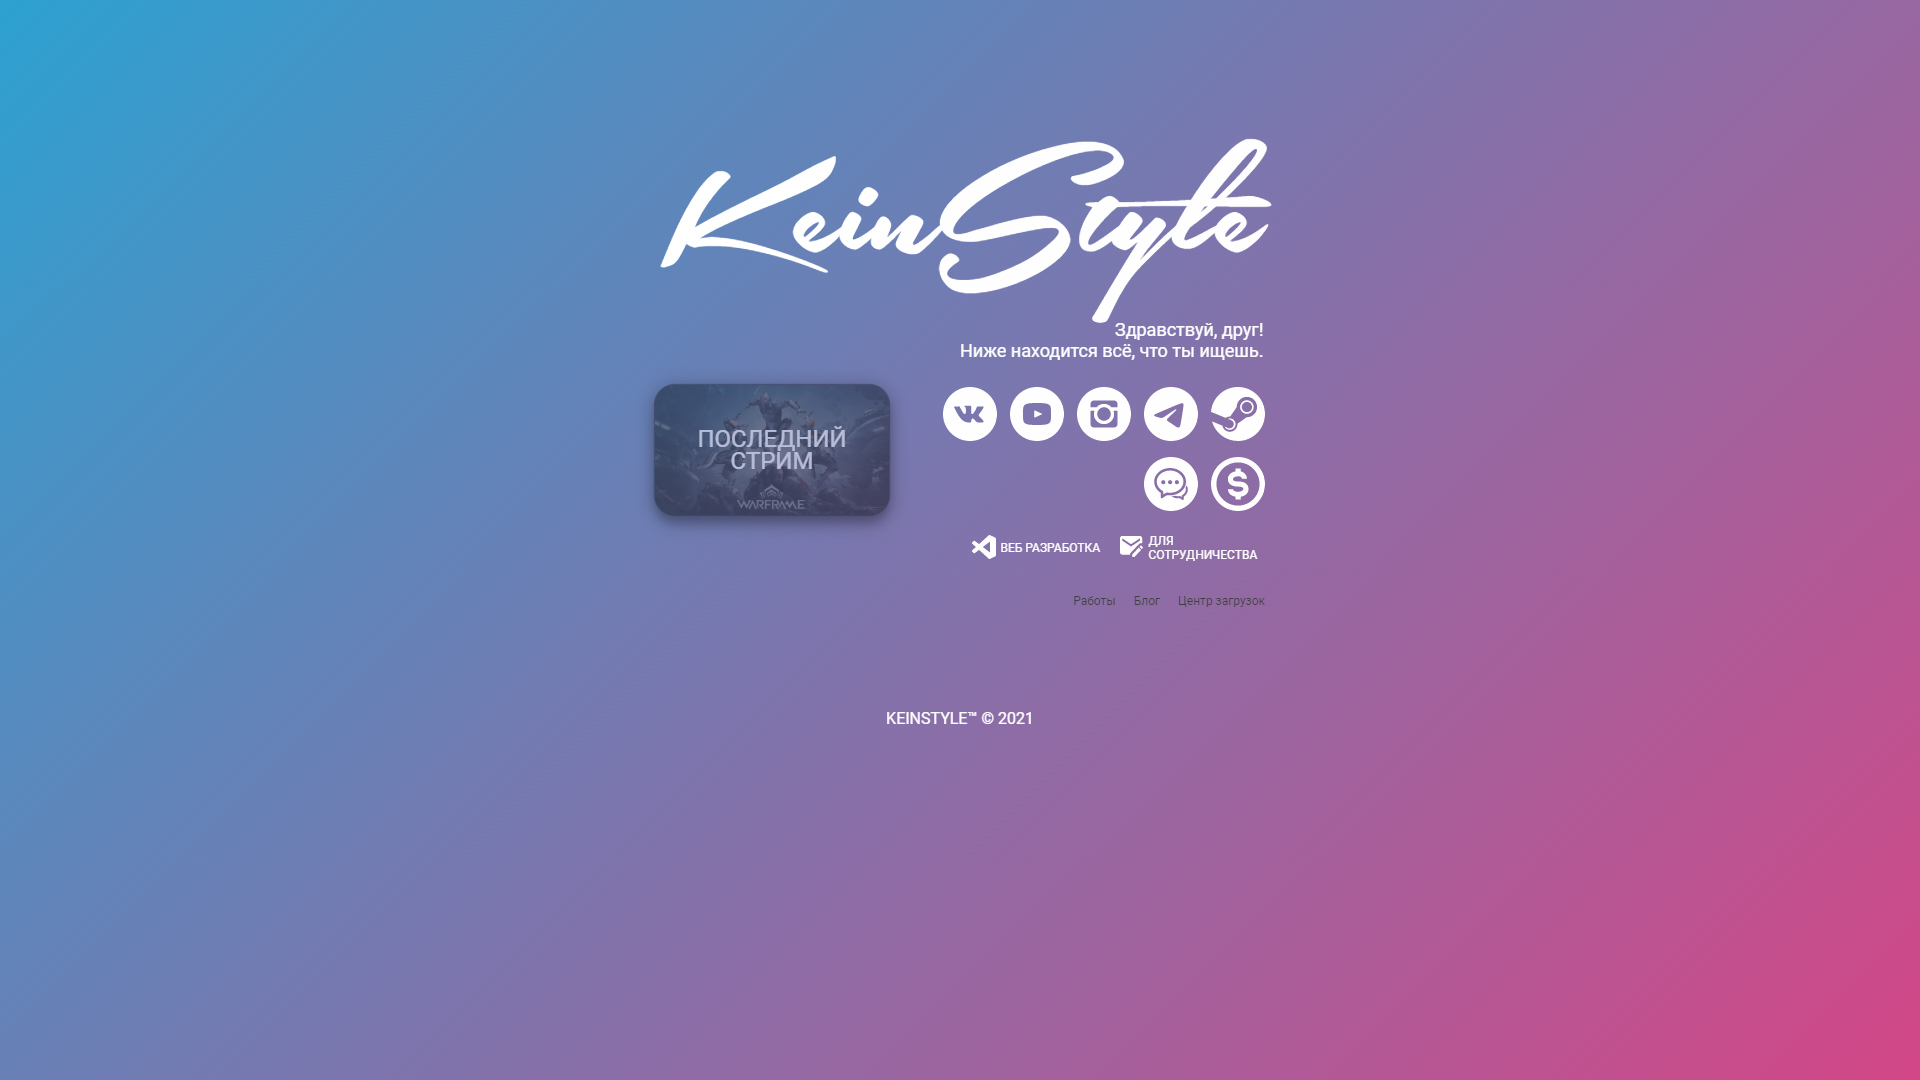 KeinStyle
Здравствуй, друг!
Ниже находится всё, что ты ищешь.
ПОСЛЕДНИЙ
СТРИМ
WARFRAME
ВЕБ РАЗРАБОТКА
ДЛЯ
СОТРУДНИЧЕСТВА
Работы Блог Центр загрузок
KEINSTYLE™ © 2021